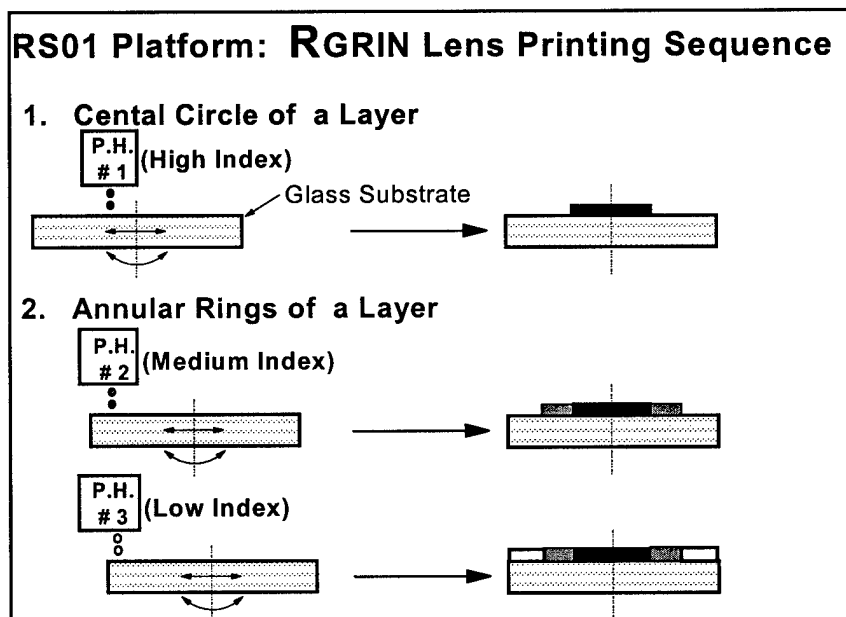 RS01 Platform: RGRIN Lens Printing Sequence
1. Cental Circle of a Layer
P.H.
# 1
(High Index)
Glass Substrate
2. Annular Rings of a Layer
P.H.
# 2
(Medium Index)
P.H.
# 3
(Low Index)